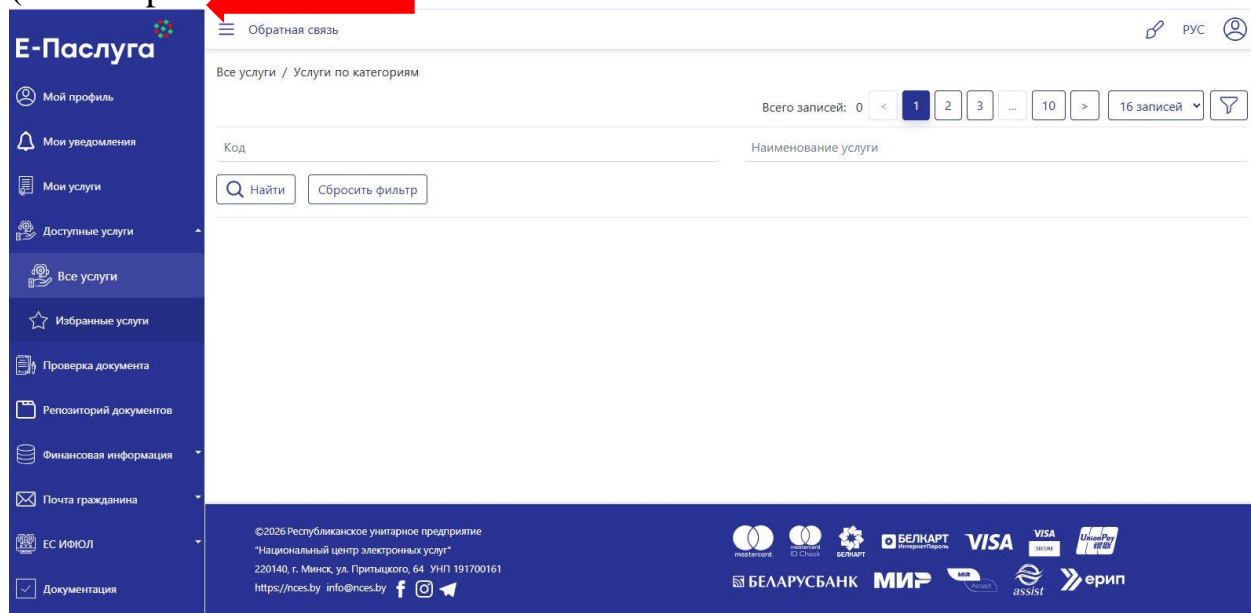 Е-Паслуга
Мой профиль
Мои уведомления
Мои услуги
Доступные услуги
Все услуги
Избранные услуги
Проверка документа
Репозиторий документов
Финансовая информация
Почта гражданина
ЕС ИФЮЛ
Документация
Обратная связь
РУС
Все услуги / Услуги по категориям
Всего записей: 0 < 1 2 3 ... 10 > 16 записей
Код
Наименование услуги
Найти
Сбросить фильтр
©2026 Республиканское унитарное предприятие
"Национальный центр электронных услуг"
220140, г. Минск, ул. Притыцкого, 64 УНП 191700161
https://nces.by info@nces.by
mastercard
mastercard ID Check
БЕЛКАРТ
БЕЛКАРТ ИнтернетПароль
VISA
VISA SECURE
UnionPay 银联
БЕЛАРУСБАНК
МИР
MIR Accept
assist
ерип